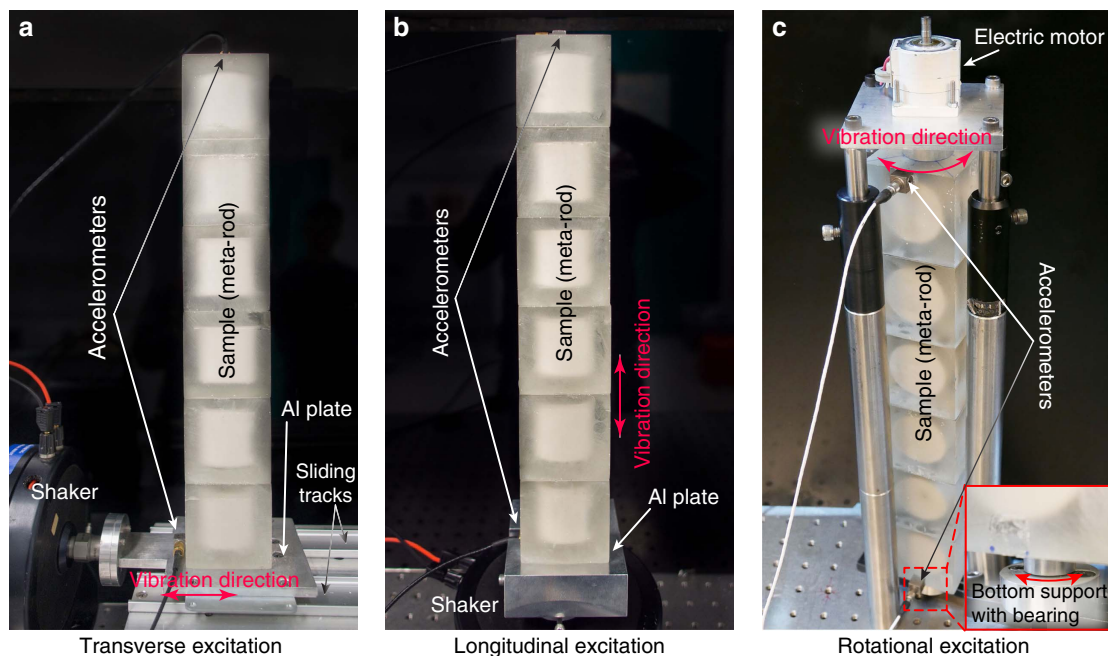 a
Accelerometers
Sample (meta-rod)
Al plate
Sliding
tracks
Shaker
Vibration direction
Transverse excitation
b
Accelerometers
Sample (meta-rod)
Vibration direction
Al plate
Shaker
Longitudinal excitation
c
Electric motor
Vibration direction
Sample (meta-rod)
Accelerometers
Bottom support
with bearing
Rotational excitation